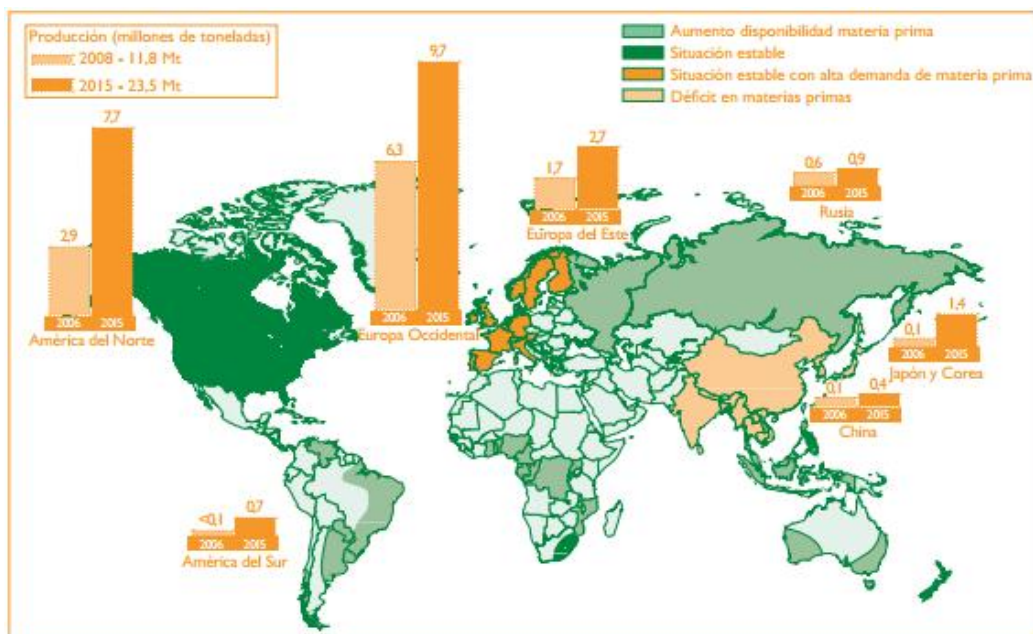 Producción (millones de toneladas)
2008 - 11,8 Mt
2015 - 23,5 Mt
Aumento disponibilidad materia prima
Situación estable
Situación estable con alta demanda de materia prima
Déficit en materias primas
2,9
7,7
2006 2015
América del Norte
6,3
9,7
2006 2015
Europa Occidental
1,7
2,7
2006 2015
Europa del Este
0,6
0,9
2006 2015
Rusia
0,1
1,4
2006 2015
Japón y Corea
0,1
0,4
2006 2015
China
<0,1
0,7
2006 2015
América del Sur